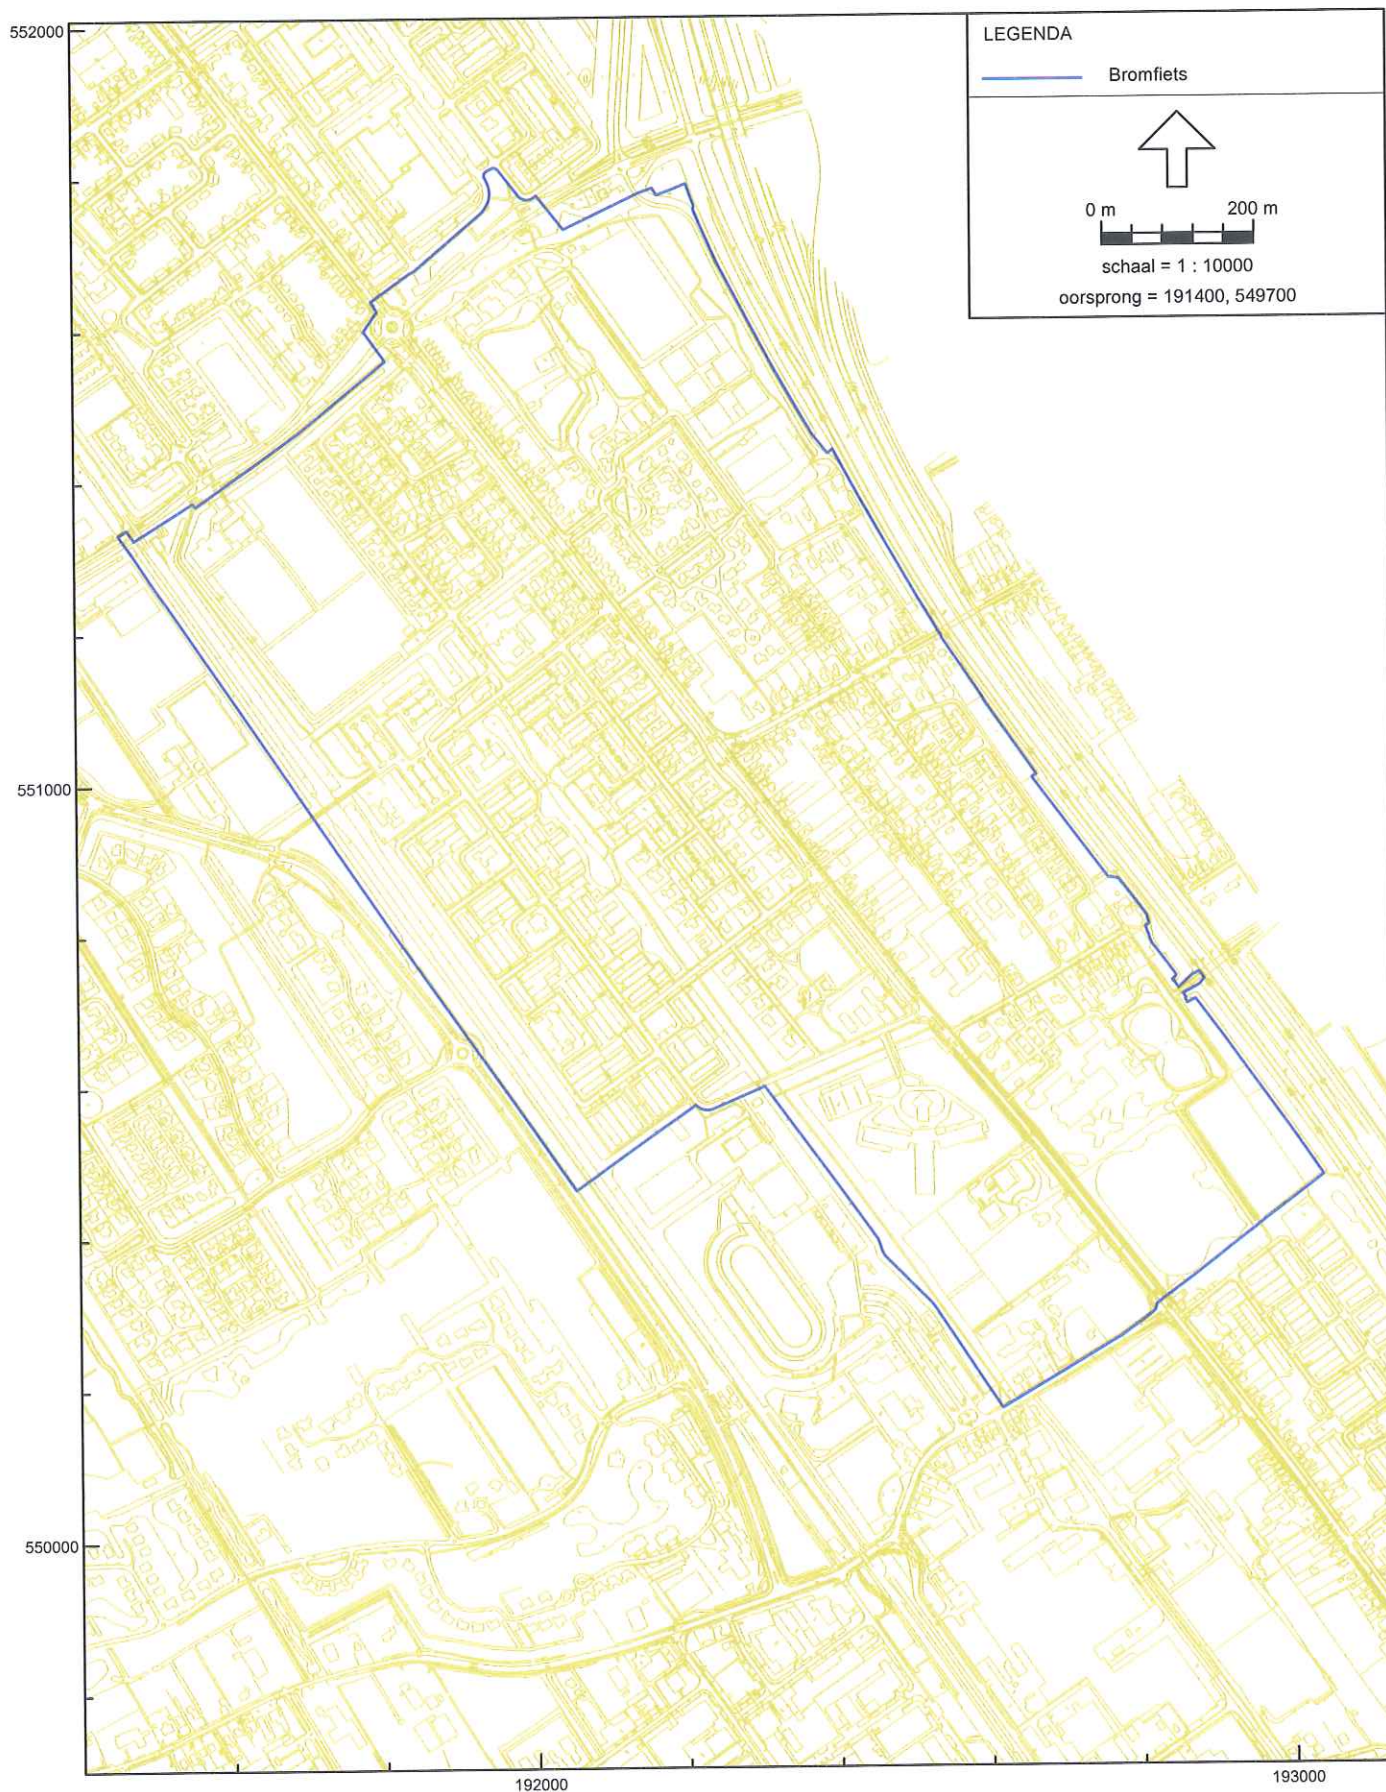 552000
LEGENDA
Bromfiets
0 m 200 m
schaal = 1 : 10000
oorsprong = 191400, 549700
551000
550000
192000
193000